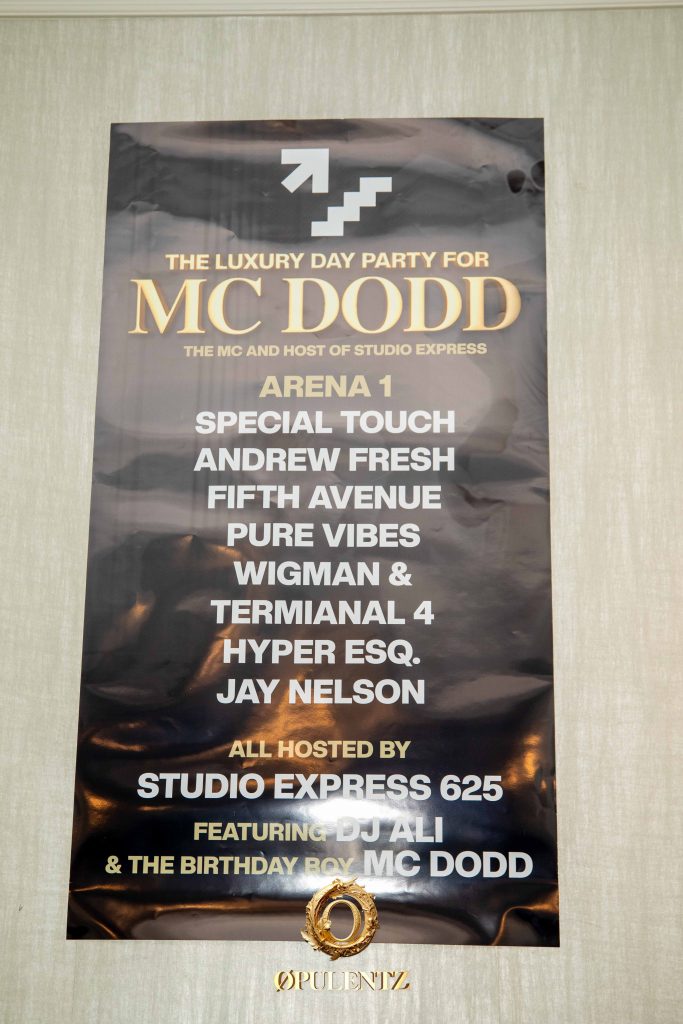 THE LUXURY DAY PARTY FOR
MC DODD
THE MC AND HOST OF STUDIO EXPRESS
ARENA 1
SPECIAL TOUCH
ANDREW FRESH
FIFTH AVENUE
PURE VIBES
WIGMAN &
TERMIANAL 4
HYPER ESQ.
JAY NELSON
ALL HOSTED BY
STUDIO EXPRESS 625
FEATURING DJ ALI
& THE BIRTHDAY BOY MC DODD
O
ØPULENTZ